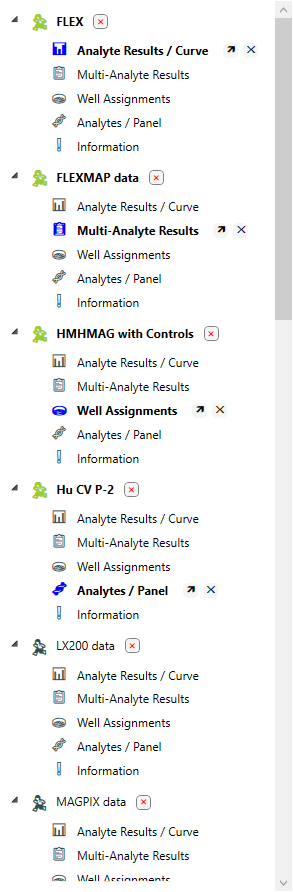 FLEX
Analyte Results / Curve
Multi-Analyte Results
Well Assignments
Analytes / Panel
Information
FLEXMAP data
Analyte Results / Curve
Multi-Analyte Results
Well Assignments
Analytes / Panel
Information
HMHMAG with Controls
Analyte Results / Curve
Multi-Analyte Results
Well Assignments
Analytes / Panel
Information
Hu CV P-2
Analyte Results / Curve
Multi-Analyte Results
Well Assignments
Analytes / Panel
Information
LX200 data
Analyte Results / Curve
Multi-Analyte Results
Well Assignments
Analytes / Panel
Information
MAGPIX data
Analyte Results / Curve
Multi-Analyte Results
Well Assignments